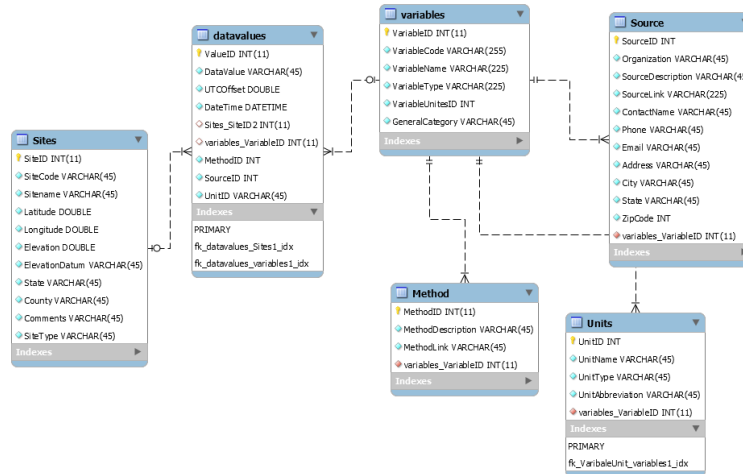 Sites
SiteID INT(11)
SiteCode VARCHAR(45)
Sitename VARCHAR(45)
Latitude DOUBLE
Longitude DOUBLE
Elevation DOUBLE
ElevationDatum VARCHAR(45)
State VARCHAR(45)
County VARCHAR(45)
Comments VARCHAR(45)
SiteType VARCHAR(45)
Indexes
datavalues
ValueID INT(11)
DataValue VARCHAR(45)
UTCOffset DOUBLE
DateTime DATETIME
Sites_SiteID2 INT(11)
variables_VariableID INT(11)
MethodID INT
SourceID INT
UnitID VARCHAR(45)
Indexes
PRIMARY
fk_datavalues_Sites1_idx
fk_datavalues_variables1_idx
variables
VariableID INT(11)
VariableCode VARCHAR(255)
VariableName VARCHAR(225)
VariableType VARCHAR(225)
VariableUnitesID INT
GeneralCategory VARCHAR(45)
Indexes
Method
MethodID INT(11)
MethodDescription VARCHAR(45)
MethodLink VARCHAR(45)
variables_VariableID INT(11)
Indexes
Source
SourceID INT
Organization VARCHAR(45)
SourceDescription VARCHAR(45)
SourceLink VARCHAR(225)
ContactName VARCHAR(45)
Phone VARCHAR(45)
Email VARCHAR(45)
Address VARCHAR(45)
City VARCHAR(45)
State VARCHAR(45)
ZipCode INT
variables_VariableID INT(11)
Indexes
Units
UnitID INT
UnitName VARCHAR(45)
UnitType VARCHAR(45)
UnitAbbreviation VARCHAR(45)
variables_VariableID INT(11)
Indexes
PRIMARY
fk_VaribaleUnit_variables1_idx